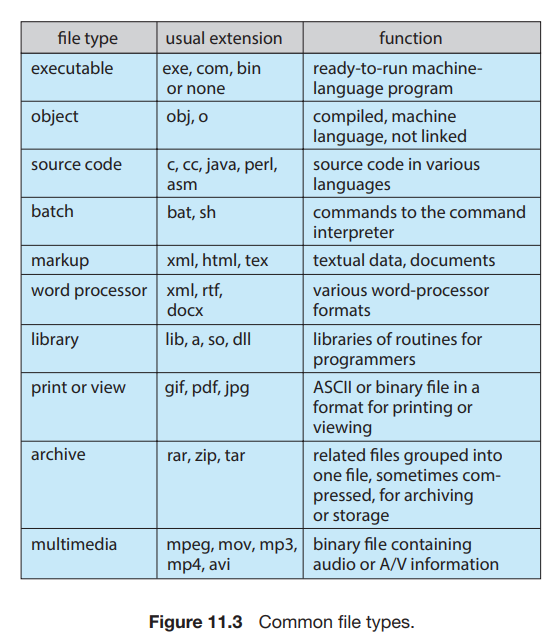 file type usual extension function
executable exe, com, bin ready-to-run machine-
or none language program
object obj, o compiled, machine
language, not linked
source code c, cc, java, perl, source code in various
asm languages
batch bat, sh commands to the command
interpreter
markup xml, html, tex textual data, documents
word processor xml, rtf, various word-processor
docx formats
library lib, a, so, dll libraries of routines for
programmers
print or view gif, pdf, jpg ASCII or binary file in a
format for printing or
viewing
archive rar, zip, tar related files grouped into
one file, sometimes com-
pressed, for archiving
or storage
multimedia mpeg, mov, mp3, binary file containing
mp4, avi audio or A/V information
Figure 11.3 Common file types.